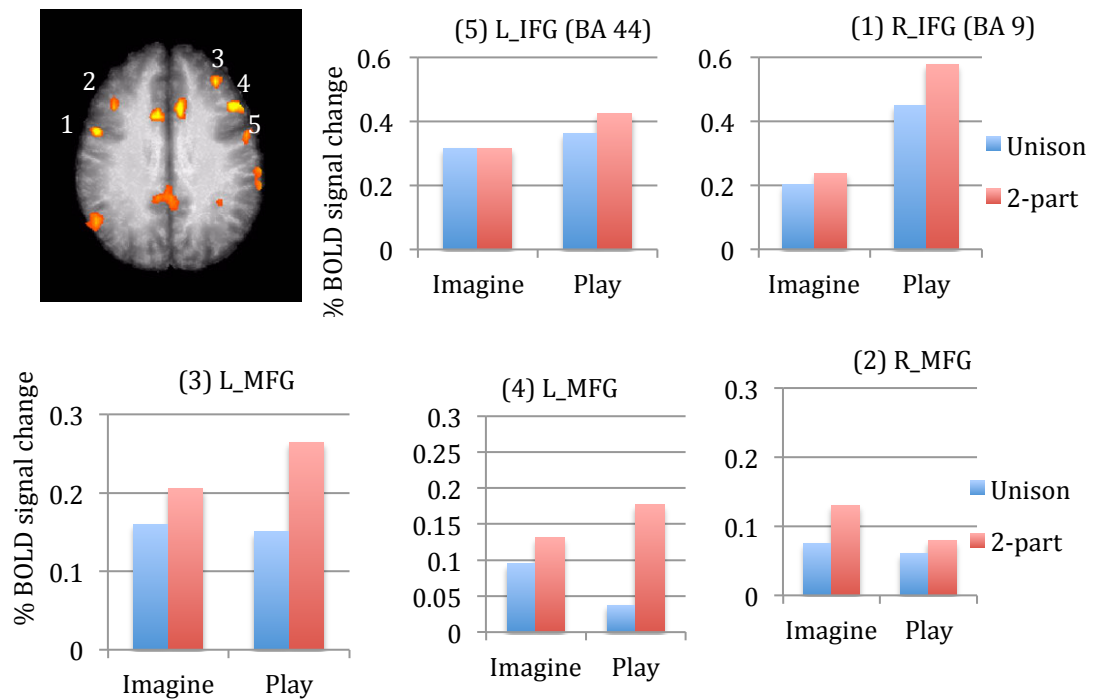 3
2
4
1
5
(5) L_IFG (BA 44)
% BOLD signal change
0.6
0.4
0.2
0
Imagine Play
(1) R_IFG (BA 9)
0.6
0.4
0.2
0
Imagine Play
Unison
2-part
(3) L_MFG
% BOLD signal change
0.3
0.2
0.1
0
Imagine Play
(4) L_MFG
0.3
0.25
0.2
0.15
0.1
0.05
0
Imagine Play
(2) R_MFG
0.3
0.2
0.1
0
Imagine Play
Unison
2-part